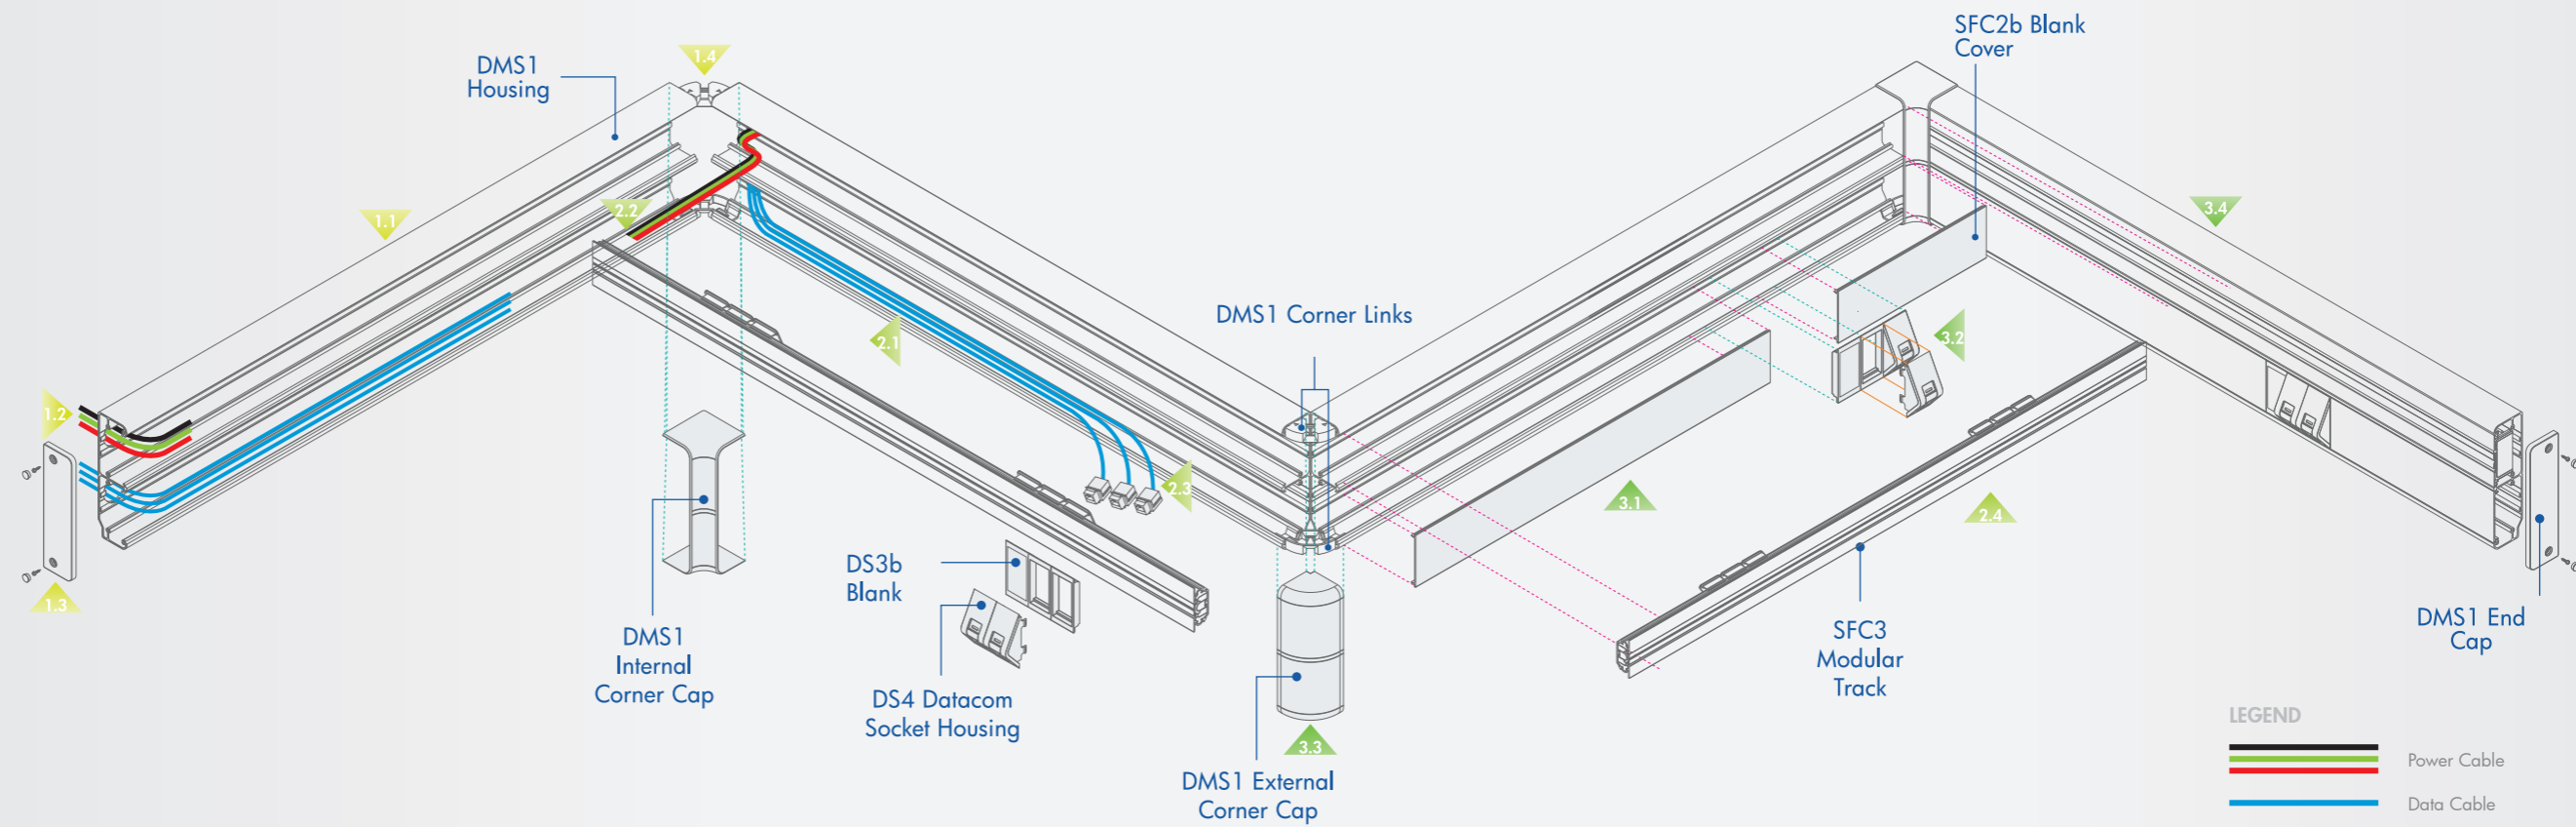 SFC2b Blank
Cover
DMS1
Housing
1.4
1.1
2.2
3.4
DMS1 Corner Links
2.1
3.2
1.2
2.3
3.1
2.4
1.3
DS3b
Blank
DMS1
Internal
Corner Cap
DS4 Datacom
Socket Housing
3.3
DMS1 External
Corner Cap
SFC3
Modular
Track
DMS1 End
Cap
LEGEND
Power Cable
Data Cable